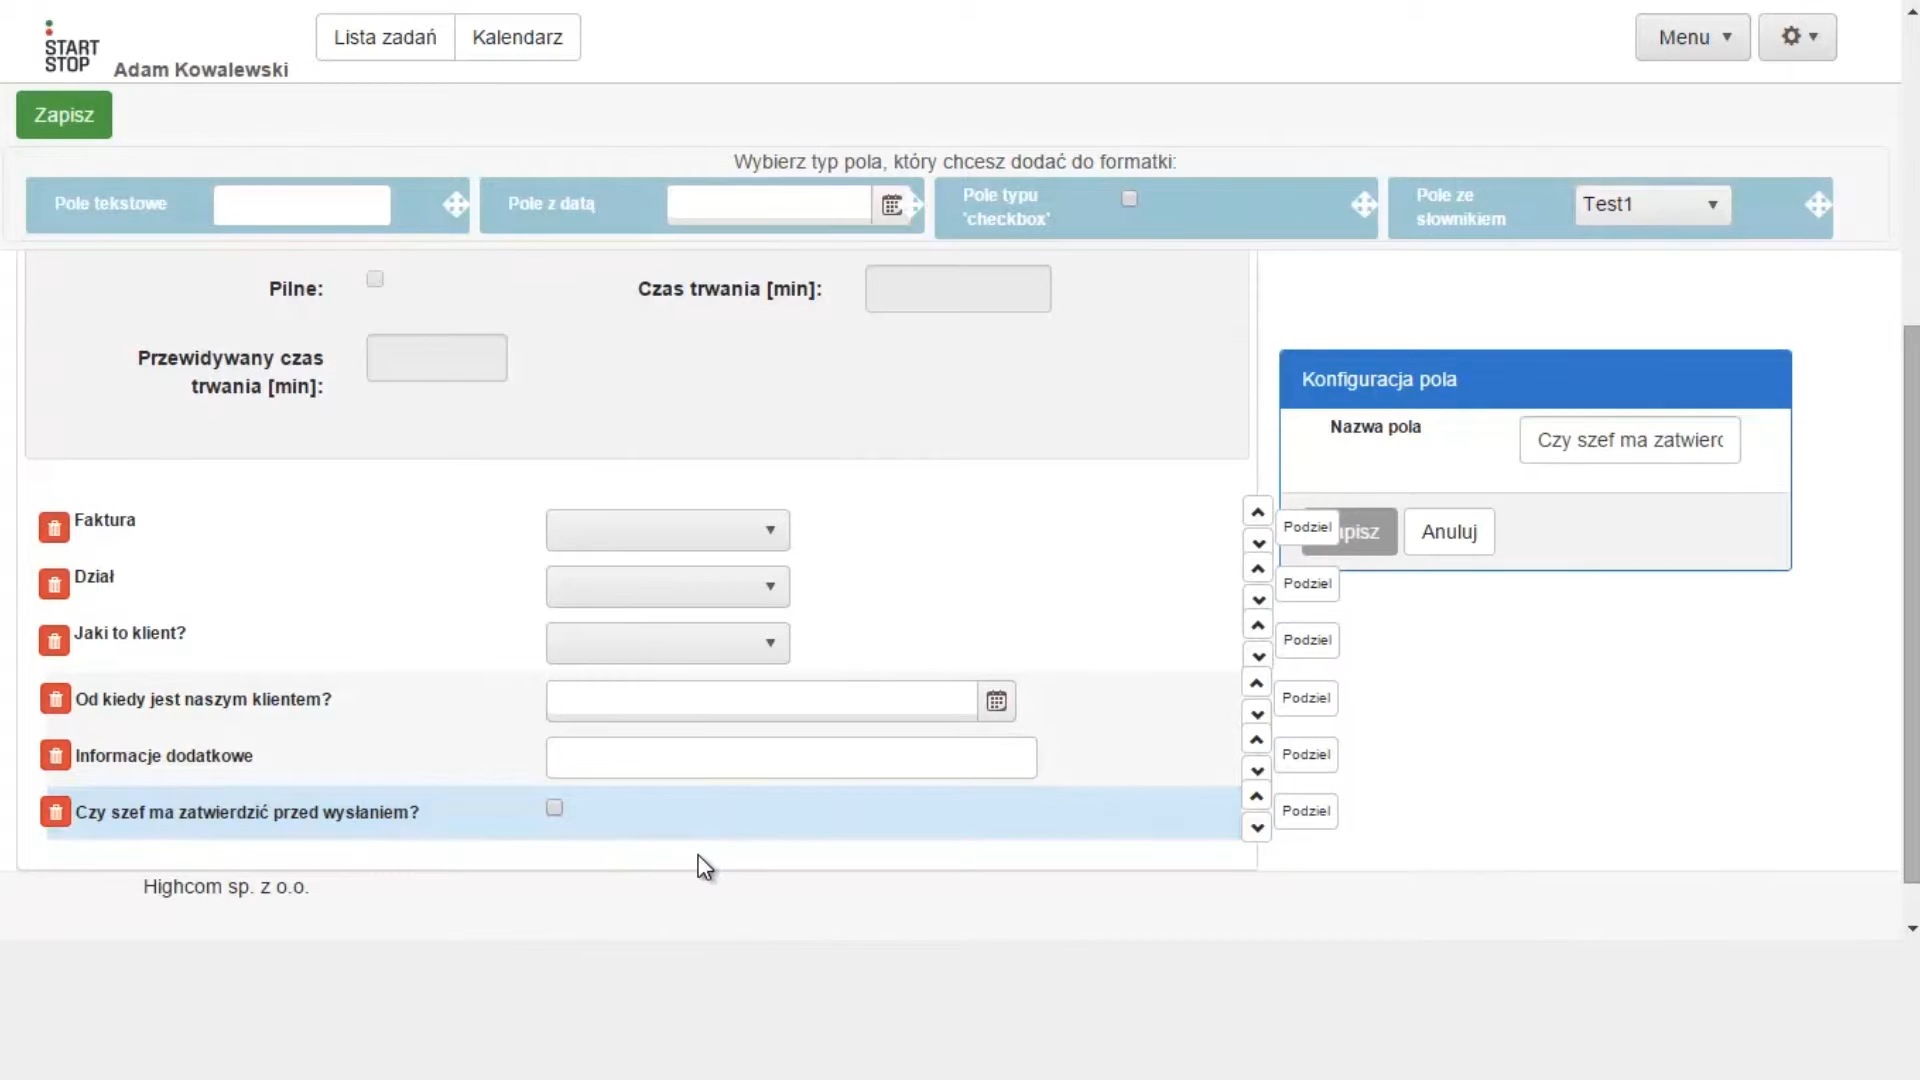 START
STOP
Adam Kowalewski
Lista zadań
Kalendarz
Menu
Zapisz
Wybierz typ pola, który chcesz dodać do formatki:
Pole tekstowe
Pole z datą
Pole typu
'checkbox'
Pole ze
słownikiem
Test1
Pilne:
Czas trwania [min]:
Przewidywany czas
trwania [min]:
Konfiguracja pola
Nazwa pola
Czy szef ma zatwierc
Faktura
Podziel
pisz
Anuluj
Dział
Podziel
Jaki to klient?
Podziel
Od kiedy jest naszym klientem?
Podziel
Informacje dodatkowe
Podziel
Czy szef ma zatwierdzić przed wysłaniem?
Podziel
Highcom sp. z o.o.